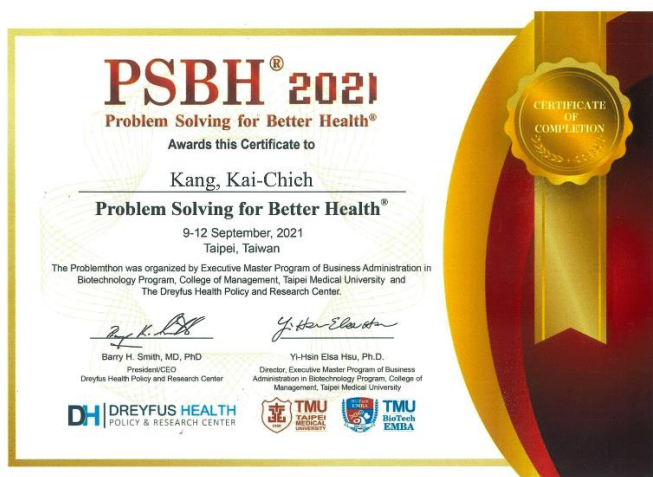 PSBH® 2021
Problem Solving for Better Health®
Awards this Certificate to
Kang, Kai-Chich
Problem Solving for Better Health®
9-12 September, 2021
Taipei, Taiwan
The Problemthon was organized by Executive Master Program of Business Administration in
Biotechnology Program, College of Management, Taipei Medical University and
The Dreyfus Health Policy and Research Center.
Barry H. Smith, MD, PhD
President/CEO
Dreyfus Health Policy and Research Center
Yi-Hsin Elsa Hsu, Ph.D.
Director, Executive Master Program of Business
Administration in Biotechnology Program, College of
Management, Taipei Medical University
DH DREYFUS HEALTH
POLICY & RESEARCH CENTER
TMU
TAIPEI
MEDICAL
UNIVERSITY
TMU
BioTech
EMBA
CERTIFICATE
OF
COMPLETION